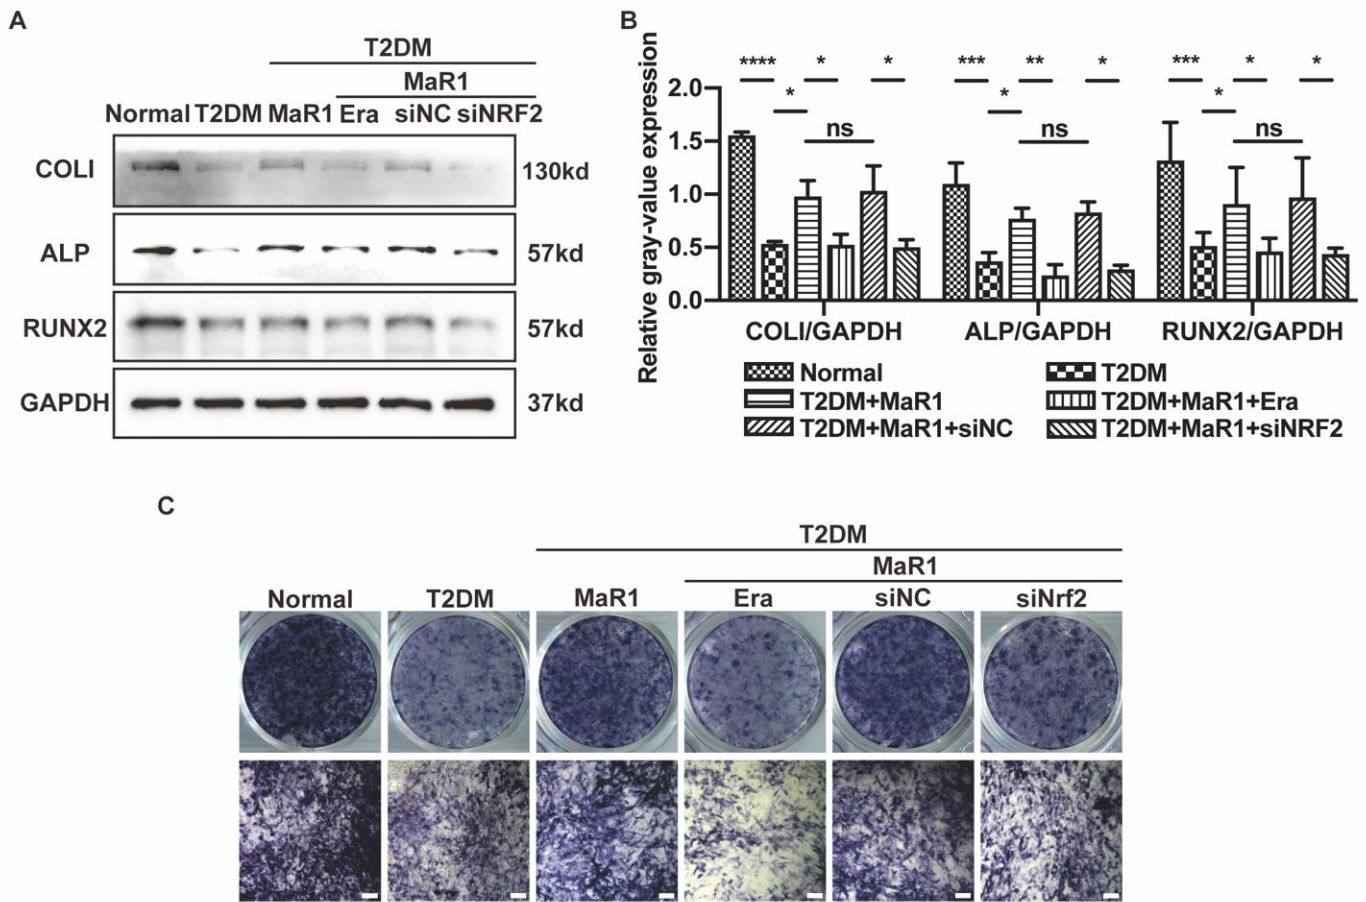 A
T2DM
MaR1
Normal T2DM MaR1 Era siNC siNRF2
COLI 130kd
ALP 57kd
RUNX2 57kd
GAPDH 37kd
B
Relative gray-value expression
2.0
1.5
1.0
0.5
0.0
**** * *
*
ns
*** ** *
*
ns
*** * *
*
ns
COLI/GAPDH ALP/GAPDH RUNX2/GAPDH
Normal T2DM
T2DM+MaR1 T2DM+MaR1+Era
T2DM+MaR1+siNC T2DM+MaR1+siNRF2
C
T2DM
MaR1
Normal T2DM MaR1 Era siNC siNrf2